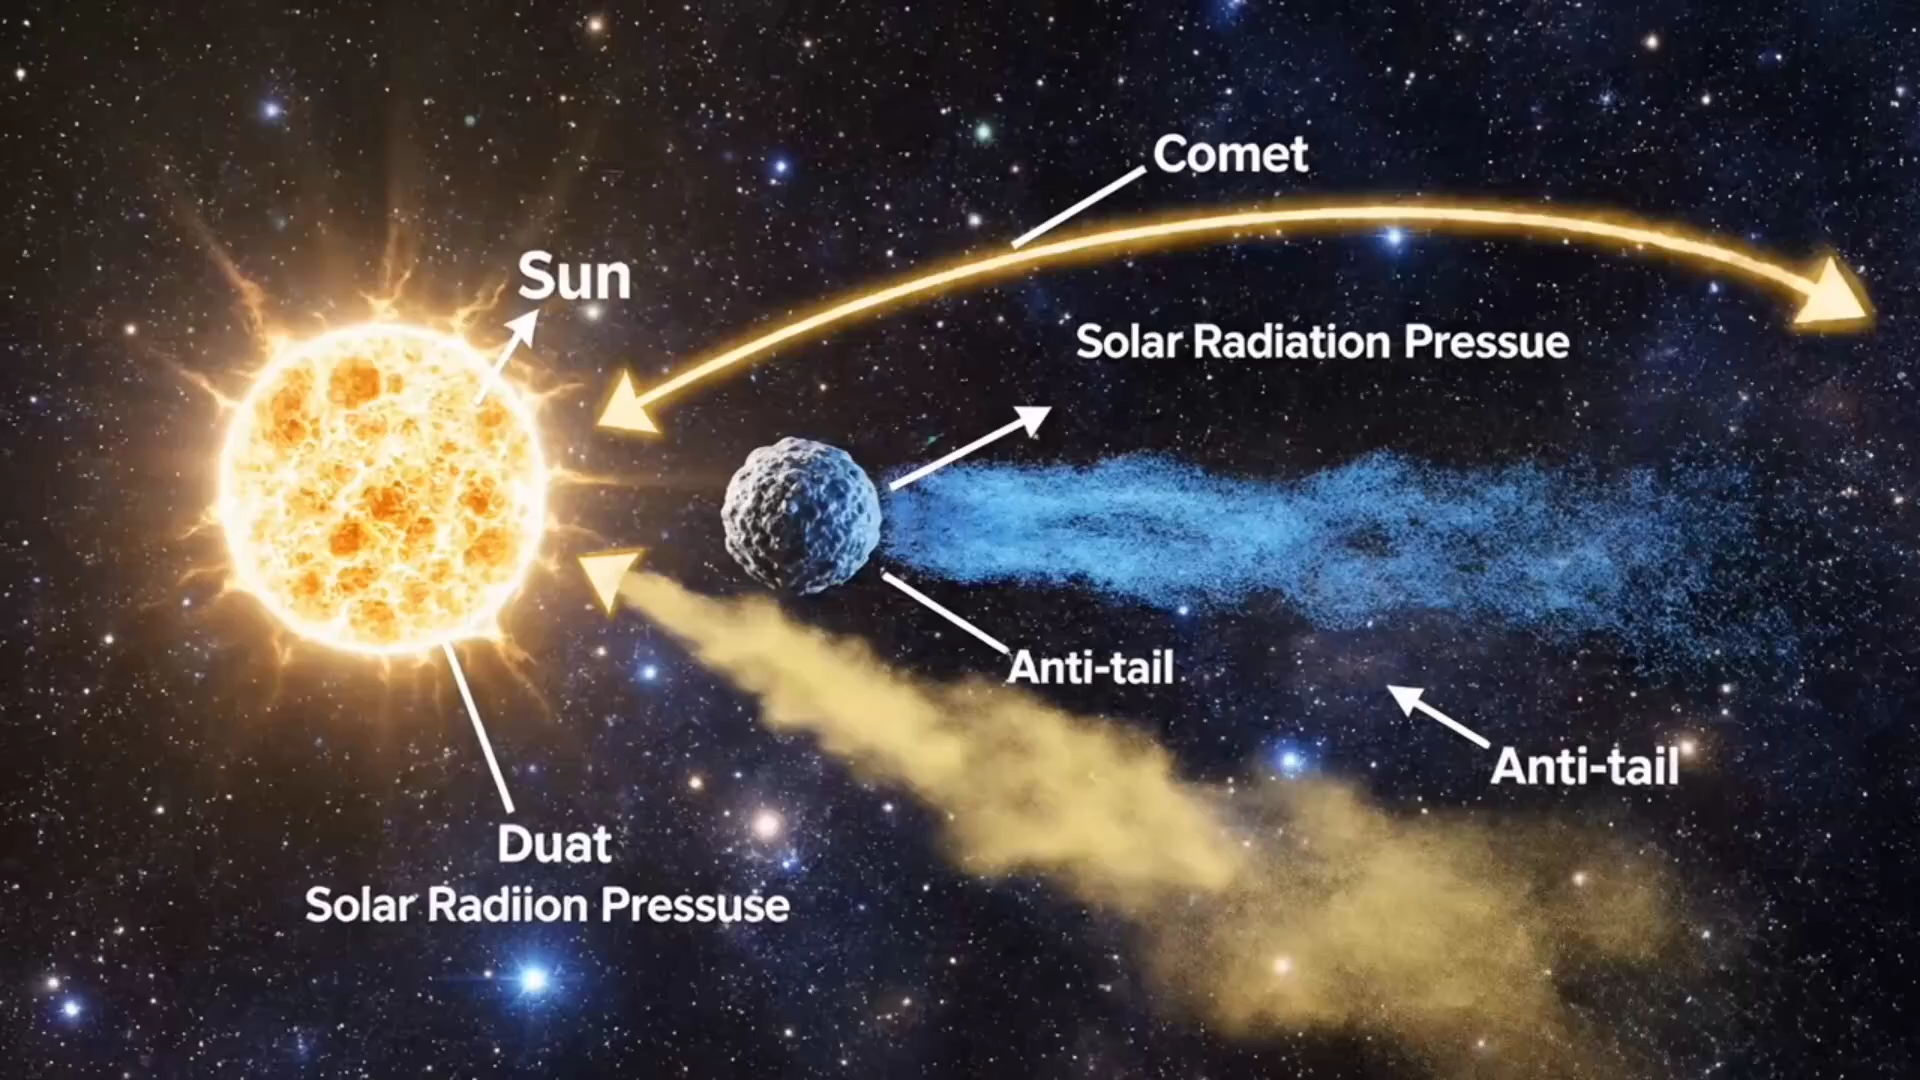 Comet
Sun
Solar Radiation Pressue
Anti-tail
Anti-tail
Duat
Solar Radiion Pressuse